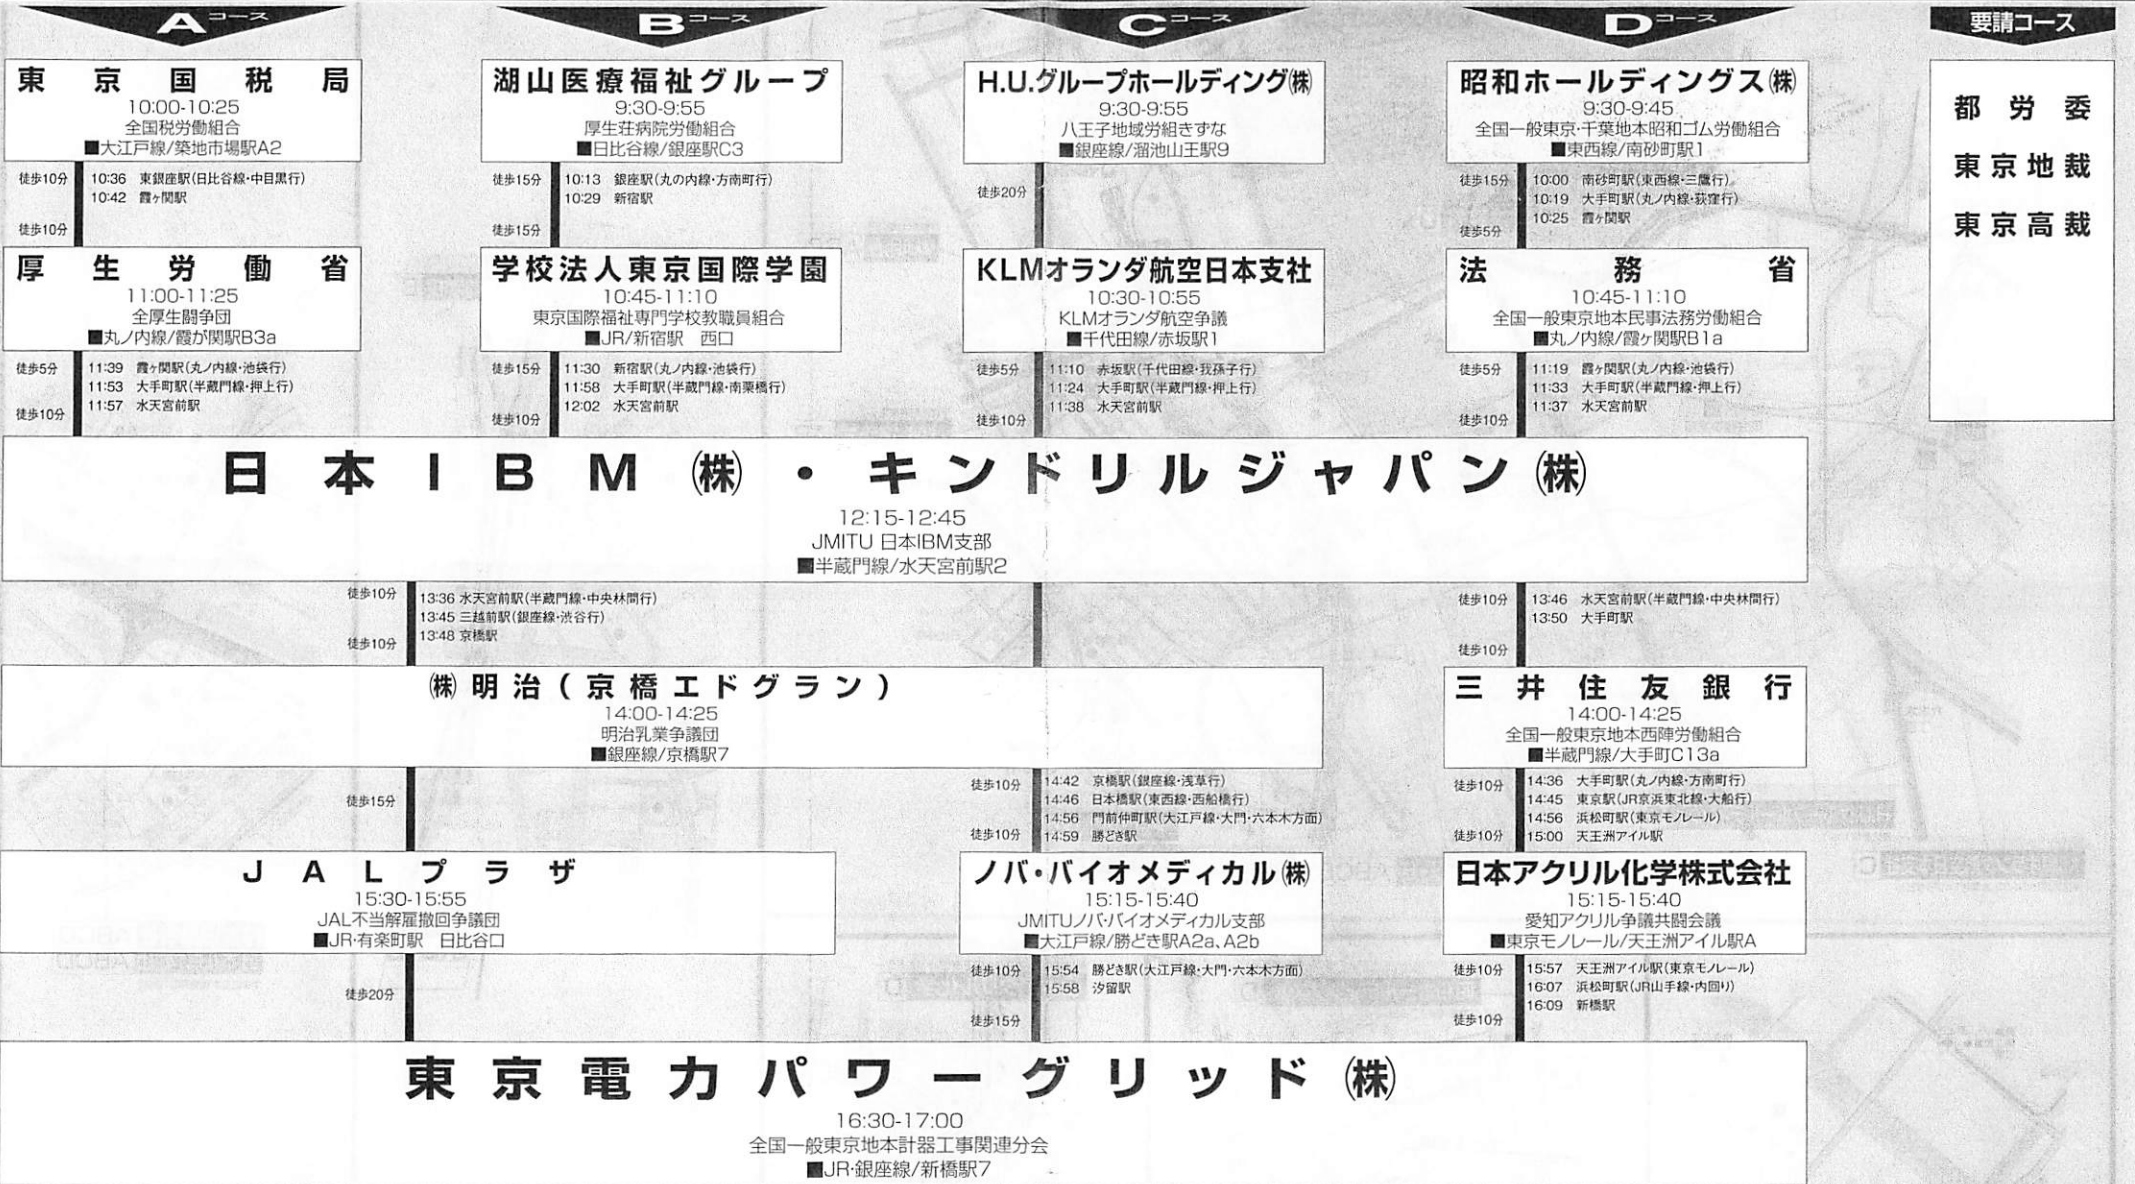 Aコース
東京国税局
10:00-10:25
全国税労働組合
■大江戸線/築地市場駅A2
徒歩10分
10:36 東銀座駅(日比谷線・中目黒行)
10:42 霞ヶ関駅
徒歩10分
厚生労働省
11:00-11:25
全厚生闘争団
■丸ノ内線/霞が関駅B3a
徒歩5分
11:39 霞ヶ関駅(丸ノ内線・池袋行)
11:53 大手町駅(半蔵門線・押上行)
11:57 水天宮前駅
徒歩10分
Bコース
湖山医療福祉グループ
9:30-9:55
厚生荘病院労働組合
■日比谷線/銀座駅C3
徒歩15分
10:13 銀座駅(丸の内線・方南町行)
10:29 新宿駅
徒歩15分
学校法人東京国際学園
10:45-11:10
東京国際福祉専門学校教職員組合
■JR/新宿駅 西口
徒歩15分
11:30 新宿駅(丸ノ内線・池袋行)
11:58 大手町駅(半蔵門線・南栗橋行)
12:02 水天宮前駅
徒歩10分
Cコース
H.U.グループホールディング㈱
9:30-9:55
八王子地域労組きずな
■銀座線/溜池山王駅9
徒歩20分
KLMオランダ航空日本支社
10:30-10:55
KLMオランダ航空争議
■千代田線/赤坂駅1
徒歩5分
11:10 赤坂駅(千代田線・我孫子行)
11:24 大手町駅(半蔵門線・押上行)
11:38 水天宮前駅
徒歩10分
Dコース
昭和ホールディングス㈱
9:30-9:45
全国一般東京・千葉地本昭和ゴム労働組合
■東西線/南砂町駅1
徒歩15分
10:00 南砂町駅(東西線・三鷹行)
10:19 大手町駅(丸ノ内線・荻窪行)
10:25 霞ヶ関駅
徒歩5分
法務省
10:45-11:10
全国一般東京地本民事法務労働組合
■丸ノ内線/霞ヶ関駅B1a
徒歩5分
11:19 霞ヶ関駅(丸ノ内線・池袋行)
11:33 大手町駅(半蔵門線・押上行)
11:37 水天宮前駅
徒歩10分
要請コース
都労委
東京地裁
東京高裁
日本IBM㈱・キンドリルジャパン㈱
12:15-12:45
JMITU 日本IBM支部
■半蔵門線/水天宮前駅2
徒歩10分
13:36 水天宮前駅(半蔵門線・中央林間行)
13:45 三越前駅(銀座線・渋谷行)
13:48 京橋駅
徒歩10分
徒歩10分
13:46 水天宮前駅(半蔵門線・中央林間行)
13:50 大手町駅
徒歩10分
㈱明治(京橋エドグラン)
14:00-14:25
明治乳業争議団
■銀座線/京橋駅7
三井住友銀行
14:00-14:25
全国一般東京地本西陣労働組合
■半蔵門線/大手町C13a
徒歩15分
徒歩10分
14:42 京橋駅(銀座線・浅草行)
14:46 日本橋駅(東西線・西船橋行)
14:56 門前仲町駅(大江戸線・大門・六本木方面)
14:59 勝どき駅
徒歩10分
徒歩10分
14:36 大手町駅(丸ノ内線・方南町行)
14:45 東京駅(JR京浜東北線・大船行)
14:56 浜松町駅(東京モノレール)
15:00 天王洲アイル駅
徒歩10分
JALプラザ
15:30-15:55
JAL不当解雇撤回争議団
■JR・有楽町駅 日比谷口
ノバ・バイオメディカル㈱
15:15-15:40
JMITUノバ・バイオメディカル支部
■大江戸線/勝どき駅A2a、A2b
日本アクリル化学株式会社
15:15-15:40
愛知アクリル争議共闘会議
■東京モノレール/天王洲アイル駅A
徒歩20分
徒歩10分
15:54 勝どき駅(大江戸線・大門・六本木方面)
15:58 汐留駅
徒歩15分
徒歩10分
15:57 天王洲アイル駅(東京モノレール)
16:07 浜松町駅(JR山手線・内回り)
16:09 新橋駅
徒歩10分
東京電力パワーグリッド㈱
16:30-17:00
全国一般東京地本計器工事関連分会
■JR・銀座線/新橋駅7